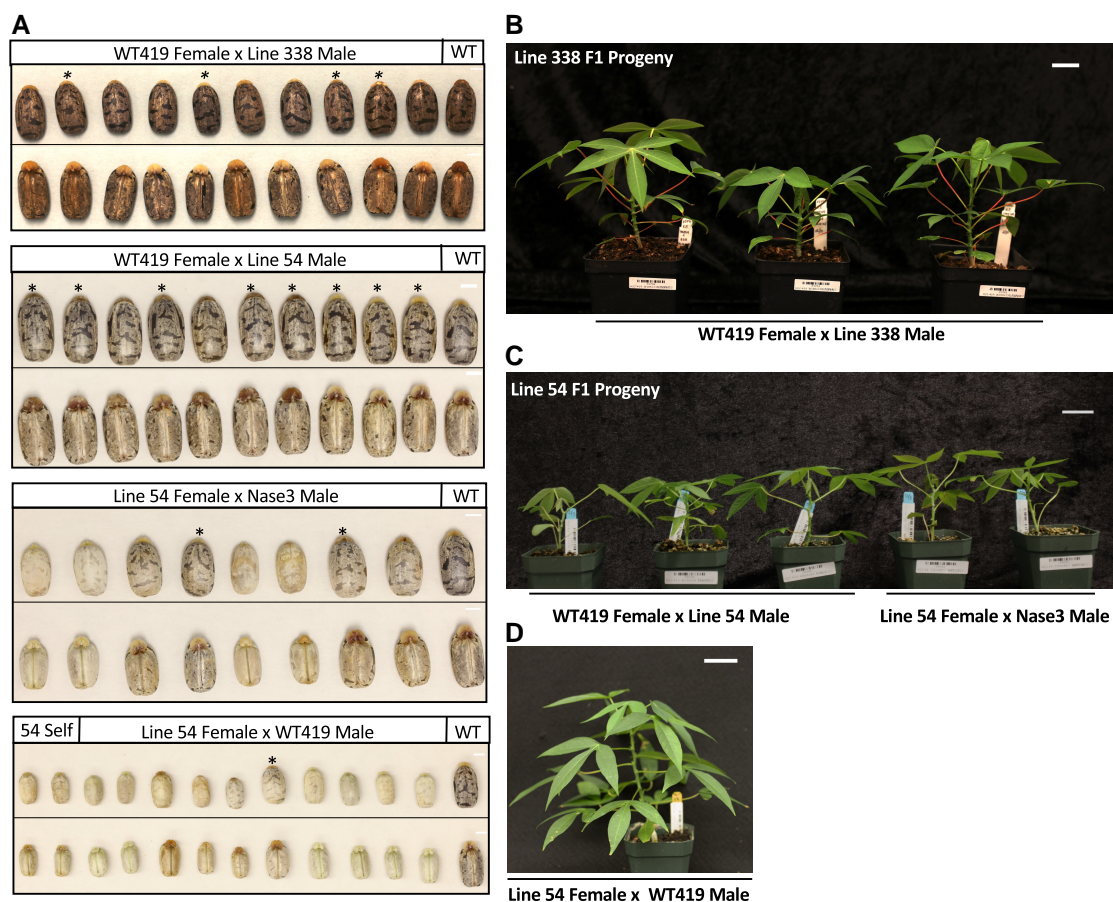 A
WT419 Female x Line 338 Male
WT
*
*
*
*
WT419 Female x Line 54 Male
WT
*
*
*
*
*
*
*
*
Line 54 Female x Nase3 Male
WT
*
*
54 Self
Line 54 Female x WT419 Male
WT
*
B
Line 338 F1 Progeny
WT419 Female x Line 338 Male
C
Line 54 F1 Progeny
WT419 Female x Line 54 Male
Line 54 Female x Nase3 Male
D
Line 54 Female x WT419 Male